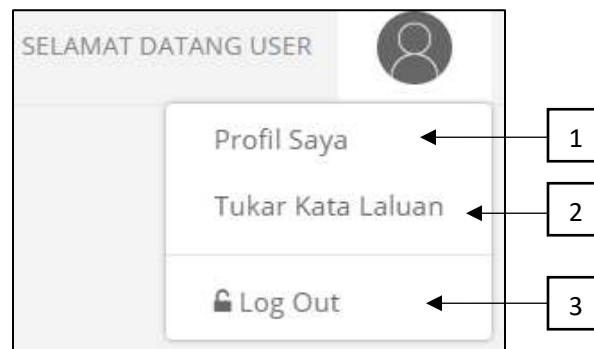 SELAMAT DATANG USER
Profil Saya
1
Tukar Kata Laluan
2
Log Out
3